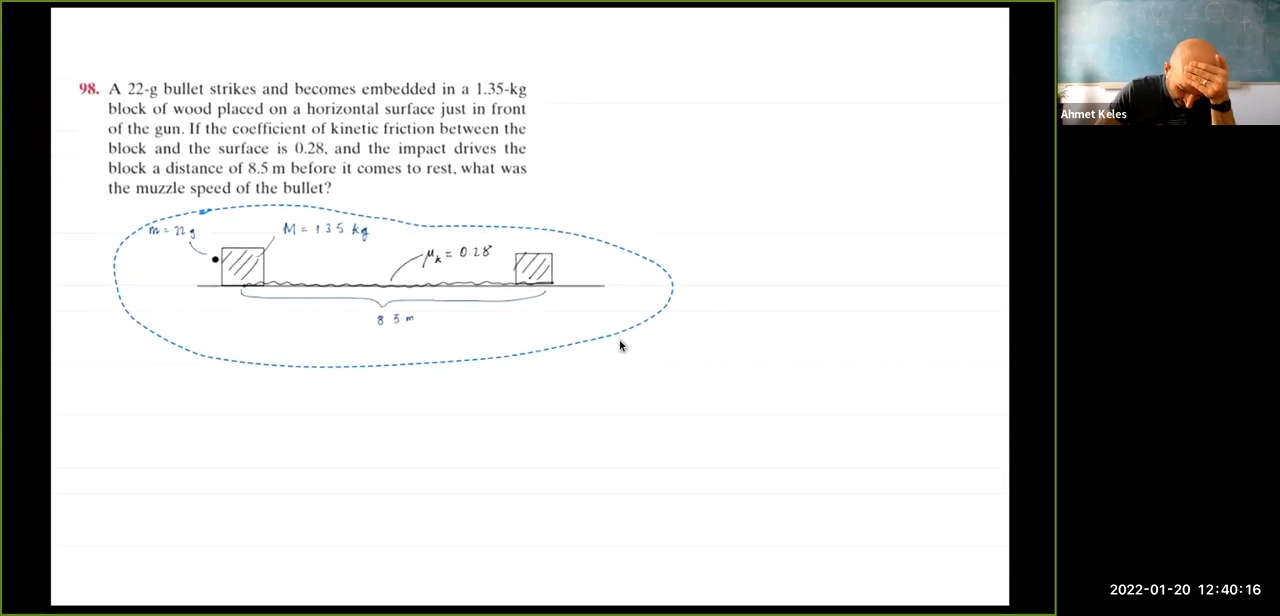 98. A 22-g bullet strikes and becomes embedded in a 1.35-kg
block of wood placed on a horizontal surface just in front
of the gun. If the coefficient of kinetic friction between the
block and the surface is 0.28, and the impact drives the
block a distance of 8.5 m before it comes to rest, what was
the muzzle speed of the bullet?
m = 22 g
M = 1.35 kg
μk = 0.28
8.5 m
Ahmet Keles
2022-01-20 12:40:16